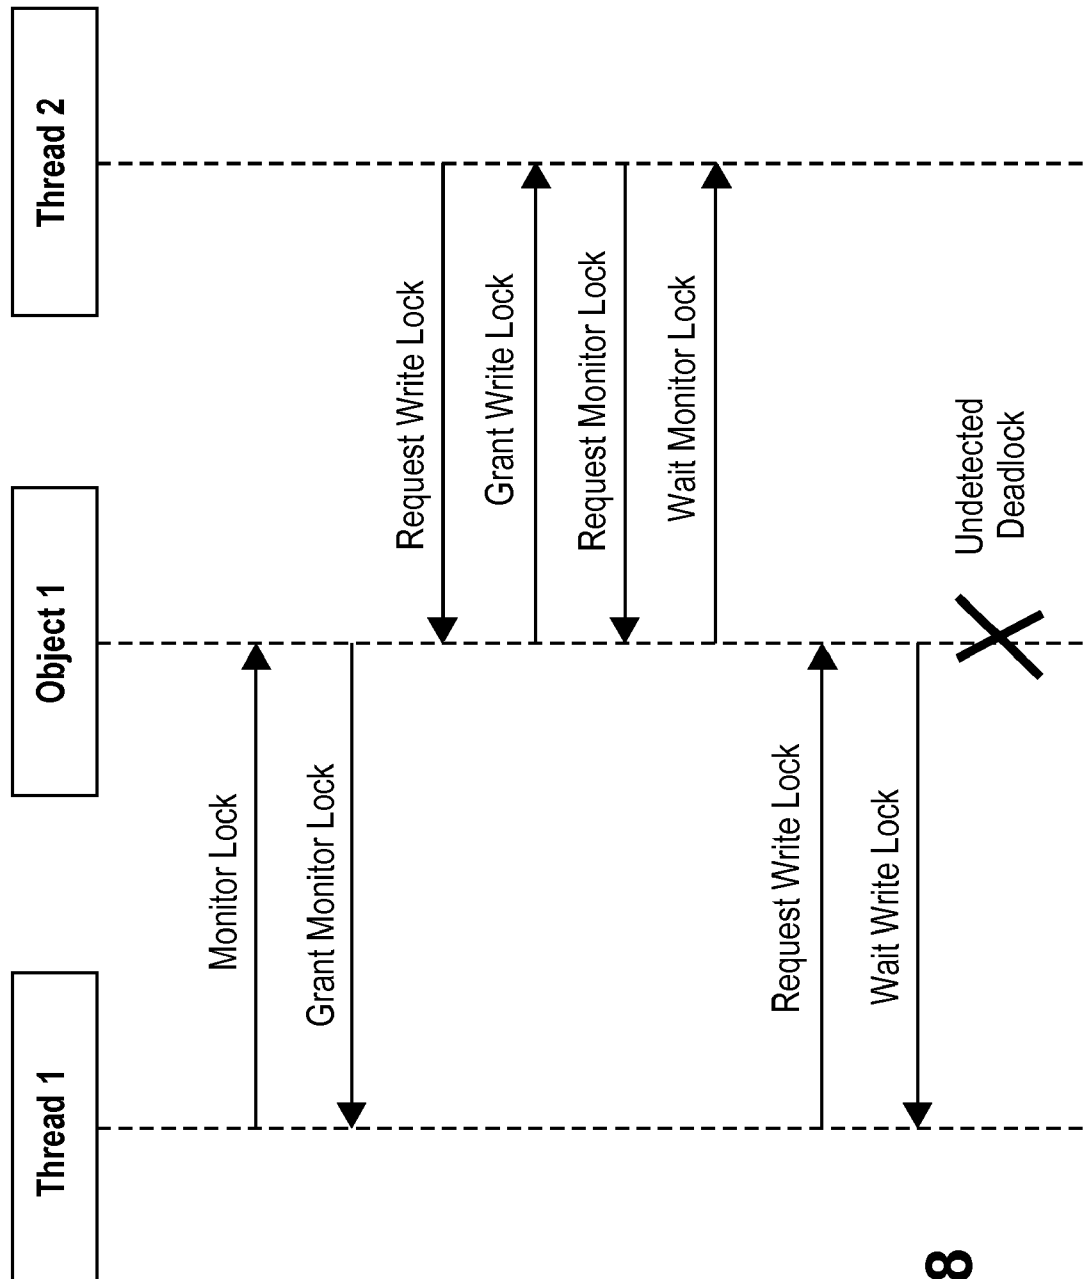 Thread 1
Object 1
Thread 2
Monitor Lock
Grant Monitor Lock
Request Write Lock
Grant Write Lock
Request Monitor Lock
Wait Monitor Lock
Request Write Lock
Wait Write Lock
Undetected
Deadlock
8